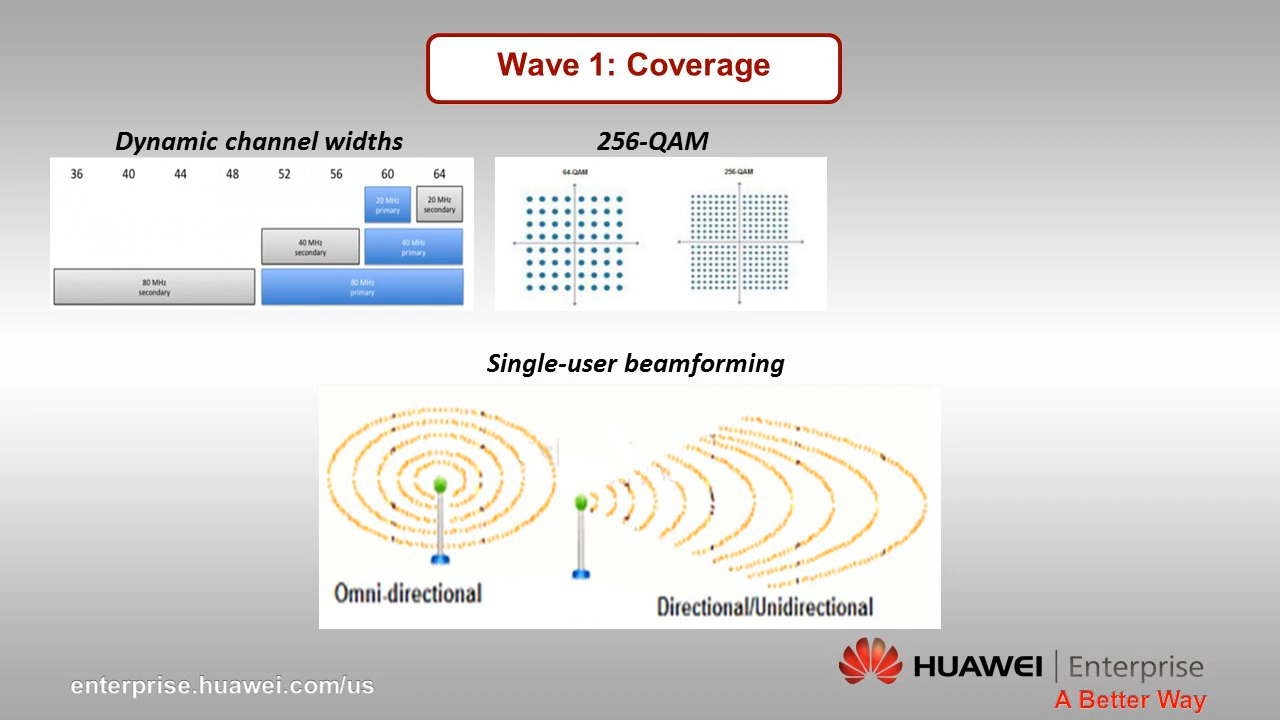 Wave 1: Coverage
Dynamic channel widths
256-QAM
36 40 44 48 52 56 60 64
20 MHz
primary
20 MHz
secondary
40 MHz
secondary
40 MHz
primary
80 MHz
secondary
80 MHz
primary
64-QAM
256-QAM
Single-user beamforming
Omni-directional
Directional/Unidirectional
HUAWEI | Enterprise
A Better Way
enterprise.huawei.com/us